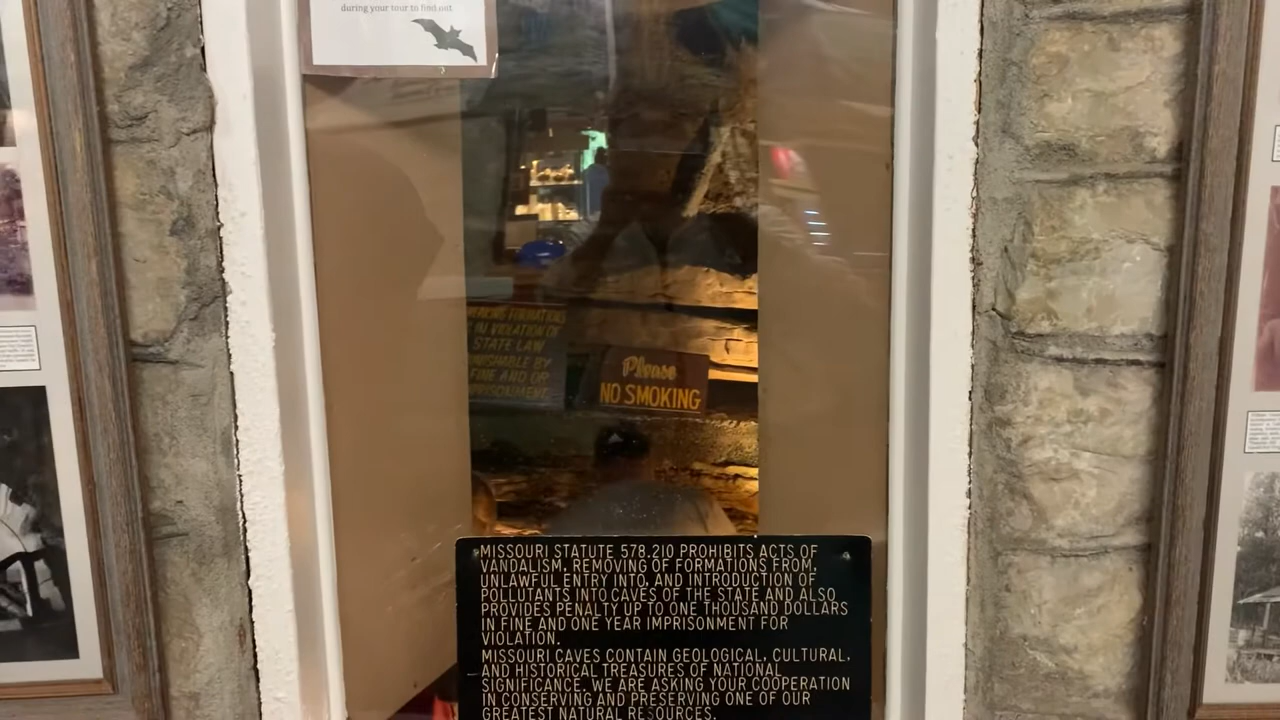 during your tour to find out
BREAKING FORMATIONS
IS IN VIOLATION OF
STATE LAW
PUNISHABLE BY
FINE AND OR
IMPRISONMENT
Please
NO SMOKING
MISSOURI STATUTE 578.210 PROHIBITS ACTS OF
VANDALISM, REMOVING OF FORMATIONS FROM,
UNLAWFUL ENTRY INTO, AND INTRODUCTION OF
POLLUTANTS INTO CAVES OF THE STATE AND ALSO
PROVIDES PENALTY UP TO ONE THOUSAND DOLLARS
IN FINE AND ONE YEAR IMPRISONMENT FOR
VIOLATION.
MISSOURI CAVES CONTAIN GEOLOGICAL, CULTURAL,
AND HISTORICAL TREASURES OF NATIONAL
SIGNIFICANCE. WE ARE ASKING YOUR COOPERATION
IN CONSERVING AND PRESERVING ONE OF OUR
GREATEST NATURAL RESOURCES.